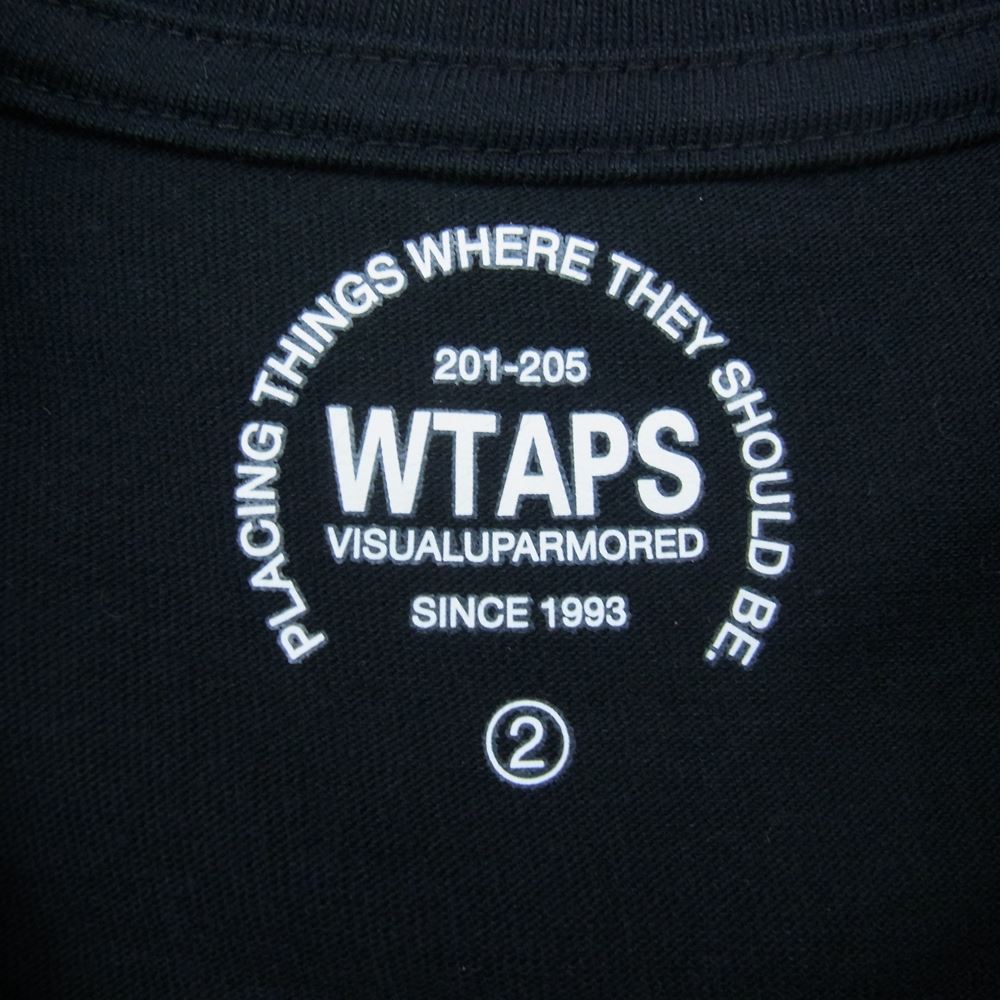 PLACING THINGS WHERE THEY SHOULD BE.
201-205
WTAPS
VISUALUPARMORED
SINCE 1993
2